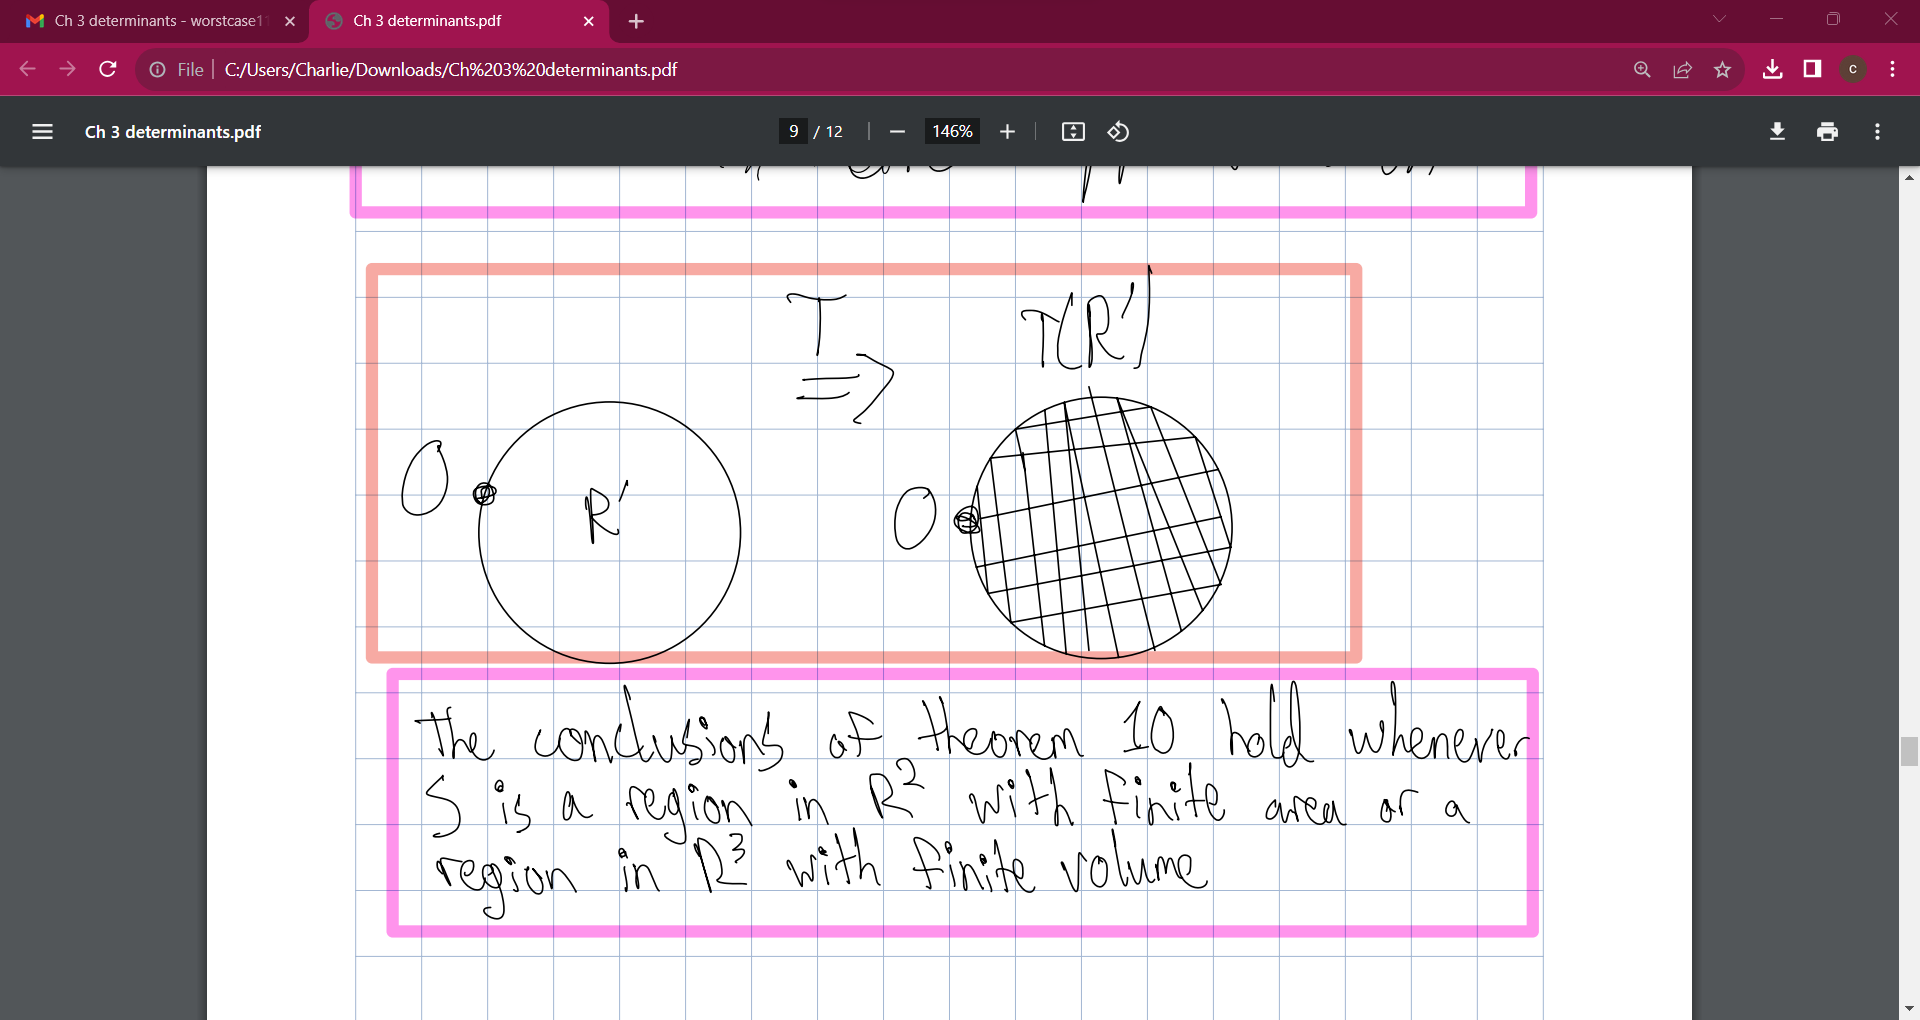 Ch 3 determinants - worstcase1
Ch 3 determinants.pdf
File
C:/Users/Charlie/Downloads/Ch%203%20determinants.pdf
c
Ch 3 determinants.pdf
9 / 12
146%
T
T(R')
O
R'
O
The conclusions of theorem 10 hold whenever
S is a region in R² with finite area or a
region in R³ with finite volume